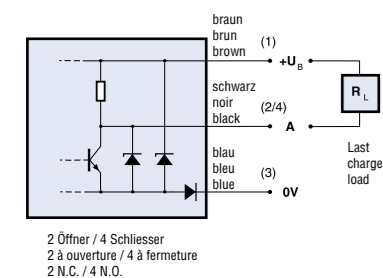 braun
brun
brown
(1)
+UB
schwarz
noir
black
(2/4)
A
RL
Last
charge
load
blau
bleu
blue
(3)
0V
2 Öffner / 4 Schliesser
2 à ouverture / 4 à fermeture
2 N.C. / 4 N.O.